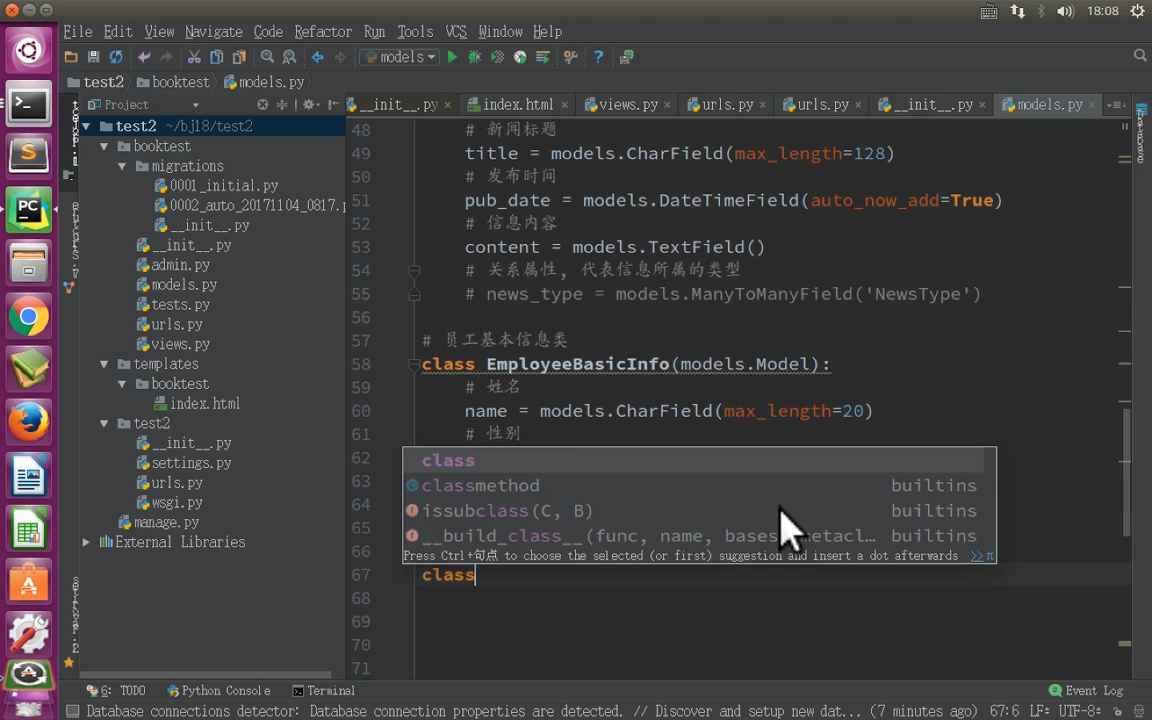 18:08
File Edit View Navigate Code Refactor Run Tools VCS Window Help
models
test2 booktest models.py
Project
__init__.py index.html views.py urls.py urls.py __init__.py models.py
test2 ~/bj18/test2
booktest
migrations
0001_initial.py
0002_auto_20171104_0817.p
__init__.py
__init__.py
admin.py
models.py
tests.py
urls.py
views.py
templates
booktest
index.html
test2
__init__.py
settings.py
urls.py
wsgi.py
manage.py
External Libraries
48 # 新闻标题
49 title = models.CharField(max_length=128)
50 # 发布时间
51 pub_date = models.DateTimeField(auto_now_add=True)
52 # 信息内容
53 content = models.TextField()
54 # 关系属性, 代表信息所属的类型
55 # news_type = models.ManyToManyField('NewsType')
56
57 # 员工基本信息类
58 class EmployeeBasicInfo(models.Model):
59 # 姓名
60 name = models.CharField(max_length=20)
61 # 性别
62
63
64
65
66
class
classmethod builtins
issubclass(C, B) builtins
__build_class__(func, name, bases, metacl… builtins
Press Ctrl+句点 to choose the selected (or first) suggestion and insert a dot afterwards >> π
67 class
68
69
70
71
6: TODO Python Console Terminal Event Log
Database connections detector: Database connection properties are detected. // Discover and setup new dat... (7 minutes ago) 67:6 LF UTF-8